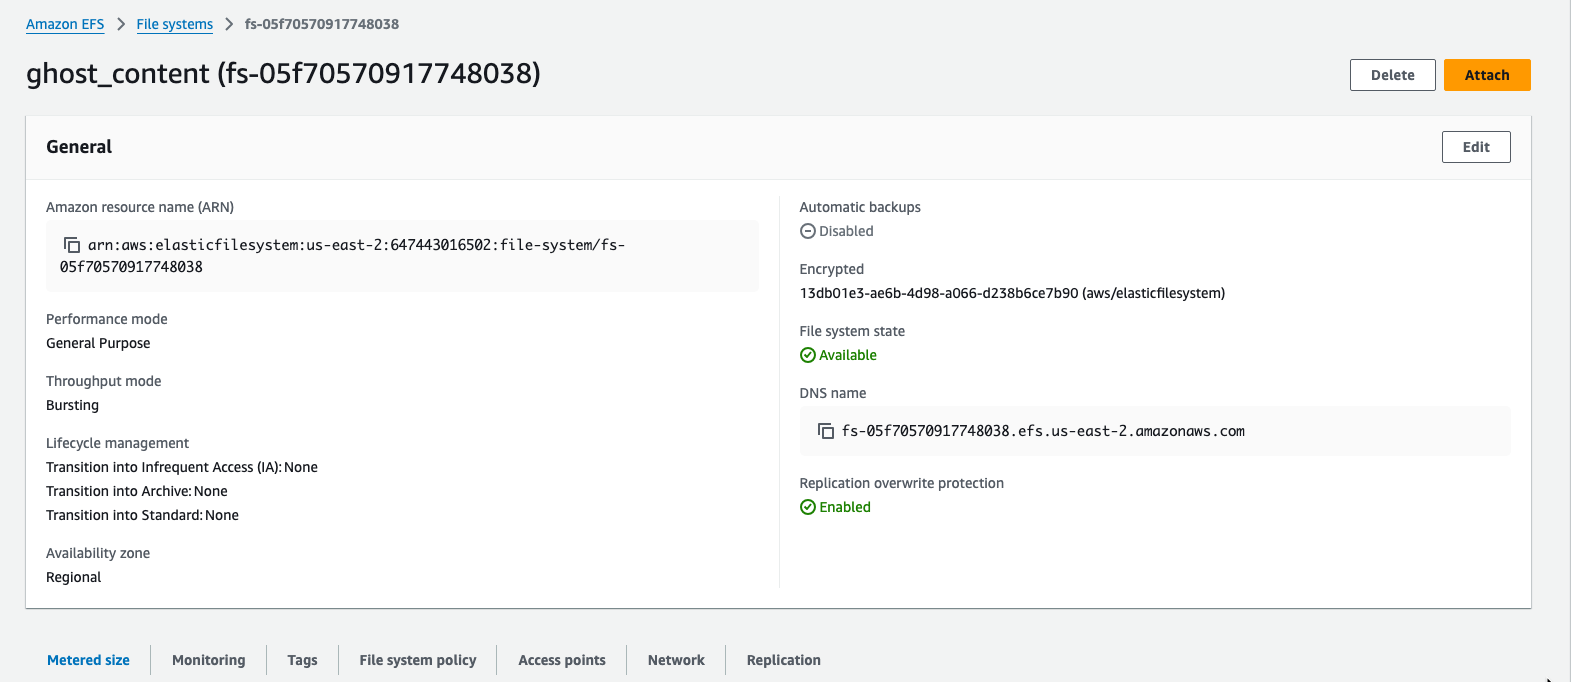 Amazon EFS > File systems > fs-05f70570917748038
ghost_content (fs-05f70570917748038)
Delete
Attach
General
Edit
Amazon resource name (ARN)
arn:aws:elasticfilesystem:us-east-2:647443016502:file-system/fs-
05f70570917748038
Performance mode
General Purpose
Throughput mode
Bursting
Lifecycle management
Transition into Infrequent Access (IA): None
Transition into Archive: None
Transition into Standard: None
Availability zone
Regional
Automatic backups
Disabled
Encrypted
13db01e3-ae6b-4d98-a066-d238b6ce7b90 (aws/elasticfilesystem)
File system state
Available
DNS name
fs-05f70570917748038.efs.us-east-2.amazonaws.com
Replication overwrite protection
Enabled
Metered size
Monitoring
Tags
File system policy
Access points
Network
Replication